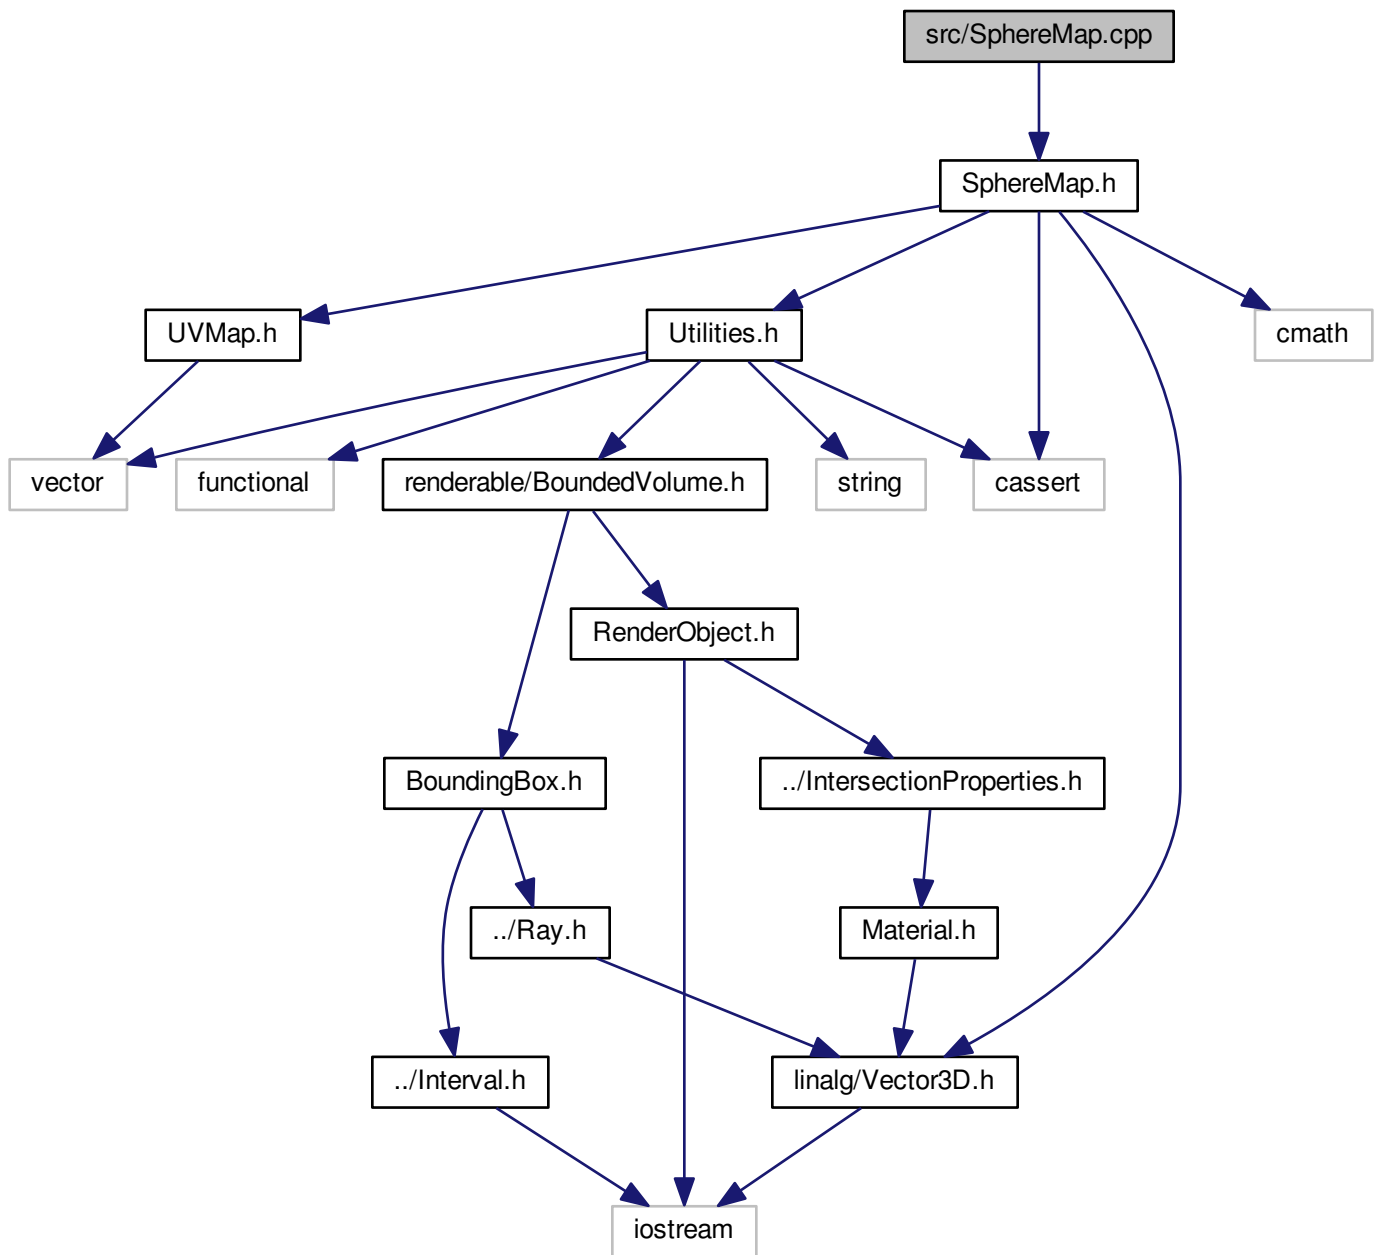 src/SphereMap.cpp
SphereMap.h
UVMap.h
Utilities.h
cmath
vector
functional
renderable/BoundedVolume.h
string
cassert
RenderObject.h
BoundingBox.h
../IntersectionProperties.h
../Ray.h
Material.h
../Interval.h
linalg/Vector3D.h
iostream